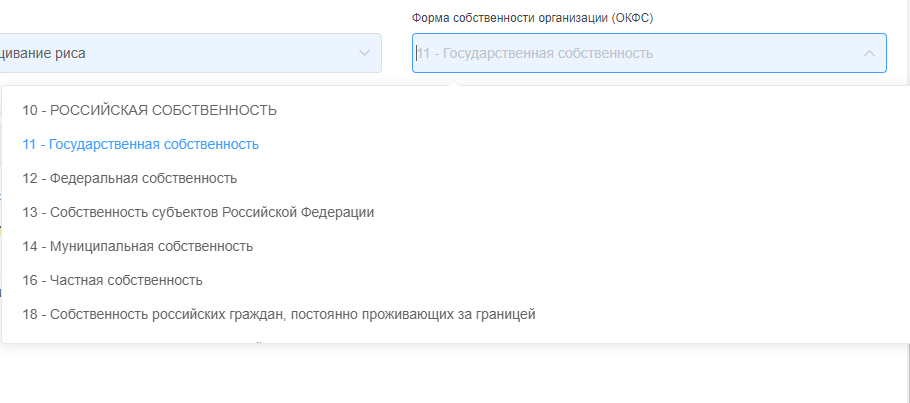 Форма собственности организации (ОКФС)
щивание риса
11 - Государственная собственность
10 - РОССИЙСКАЯ СОБСТВЕННОСТЬ
11 - Государственная собственность
12 - Федеральная собственность
13 - Собственность субъектов Российской Федерации
14 - Муниципальная собственность
16 - Частная собственность
18 - Собственность российских граждан, постоянно проживающих за границей